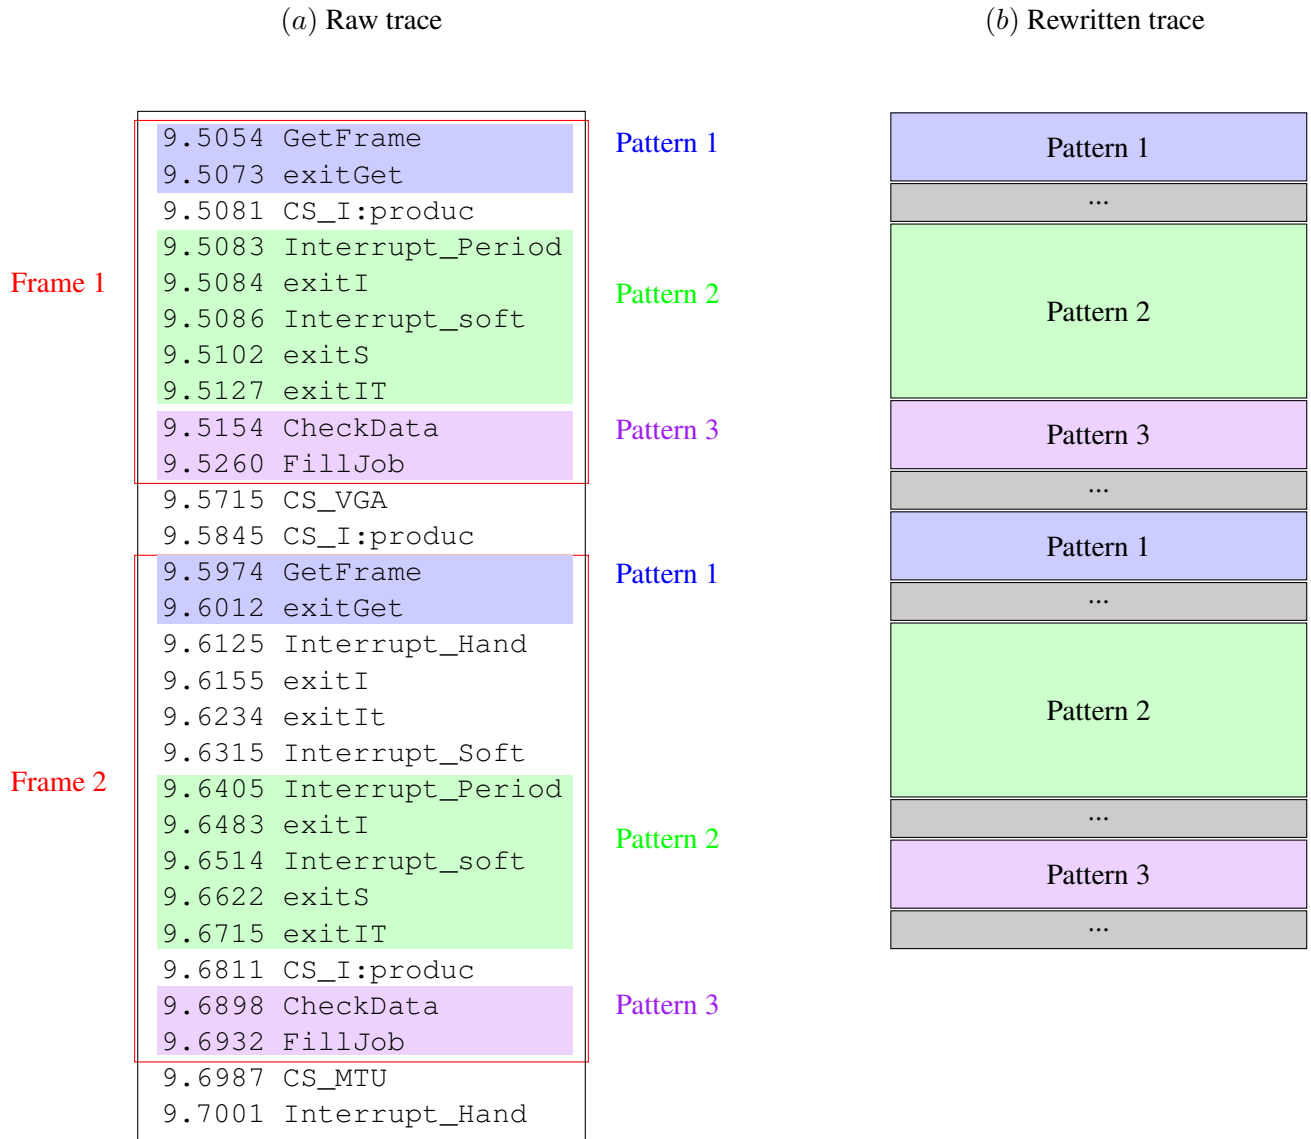 (a) Raw trace
(b) Rewritten trace
Frame 1
9.5054 GetFrame
9.5073 exitGet
9.5081 CS_I:produc
9.5083 Interrupt_Period
9.5084 exitI
9.5086 Interrupt_soft
9.5102 exitS
9.5127 exitIT
9.5154 CheckData
9.5260 FillJob
9.5715 CS_VGA
9.5845 CS_I:produc
Frame 2
9.5974 GetFrame
9.6012 exitGet
9.6125 Interrupt_Hand
9.6155 exitI
9.6234 exitIt
9.6315 Interrupt_Soft
9.6405 Interrupt_Period
9.6483 exitI
9.6514 Interrupt_soft
9.6622 exitS
9.6715 exitIT
9.6811 CS_I:produc
9.6898 CheckData
9.6932 FillJob
9.6987 CS_MTU
9.7001 Interrupt_Hand
Pattern 1
Pattern 2
Pattern 3
Pattern 1
Pattern 2
Pattern 3
Pattern 1
...
Pattern 2
Pattern 3
...
Pattern 1
...
Pattern 2
...
Pattern 3
...